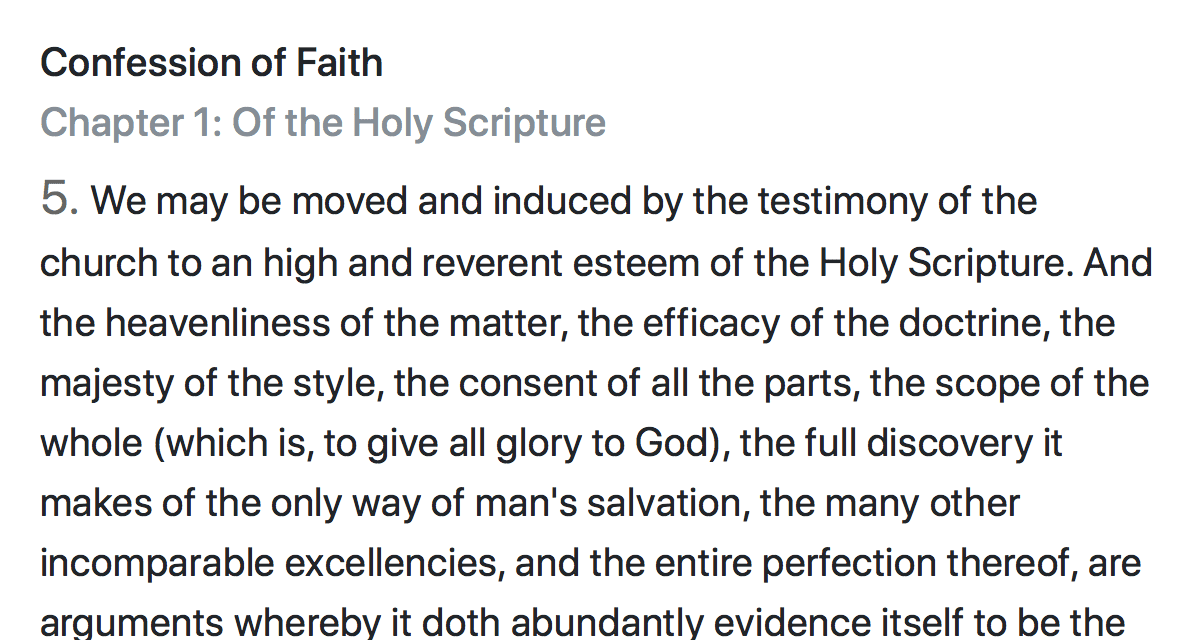 Confession of Faith
Chapter 1: Of the Holy Scripture
5. We may be moved and induced by the testimony of the
church to an high and reverent esteem of the Holy Scripture. And
the heavenliness of the matter, the efficacy of the doctrine, the
majesty of the style, the consent of all the parts, the scope of the
whole (which is, to give all glory to God), the full discovery it
makes of the only way of man's salvation, the many other
incomparable excellencies, and the entire perfection thereof, are
arguments whereby it doth abundantly evidence itself to be the